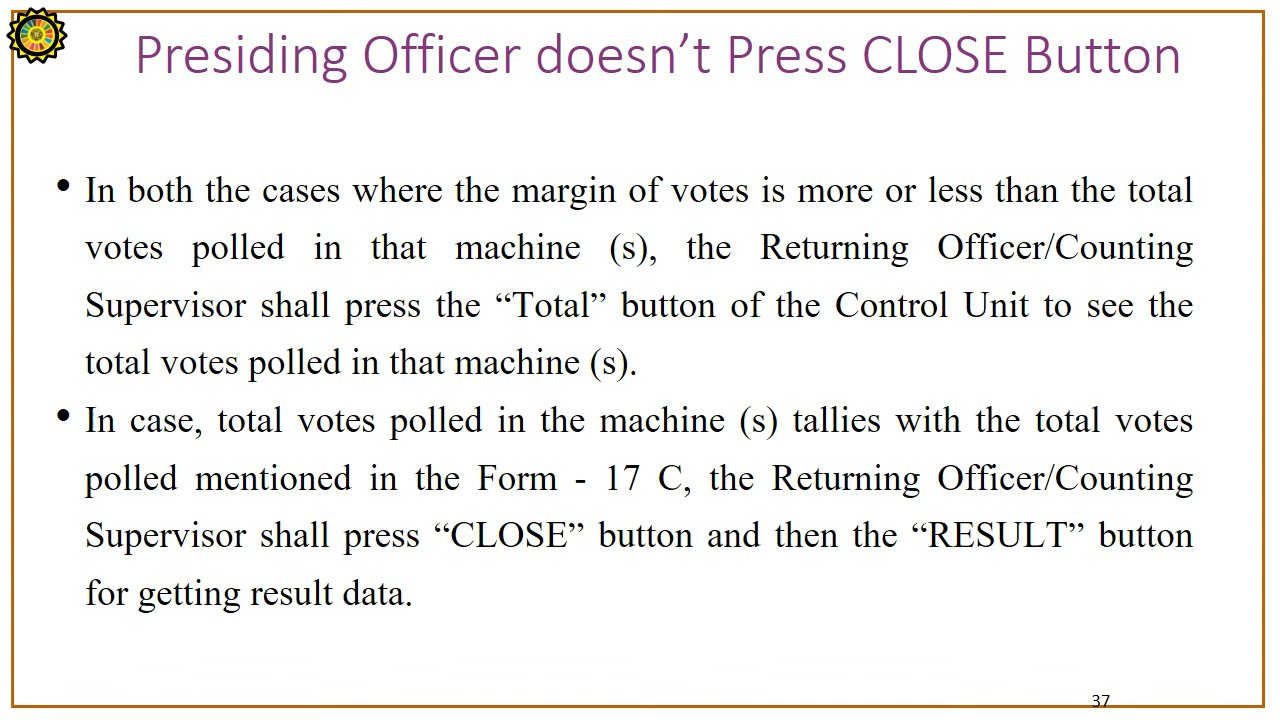 Presiding Officer doesn’t Press CLOSE Button
• In both the cases where the margin of votes is more or less than the total
votes polled in that machine (s), the Returning Officer/Counting
Supervisor shall press the “Total” button of the Control Unit to see the
total votes polled in that machine (s).
• In case, total votes polled in the machine (s) tallies with the total votes
polled mentioned in the Form - 17 C, the Returning Officer/Counting
Supervisor shall press “CLOSE” button and then the “RESULT” button
for getting result data.
37